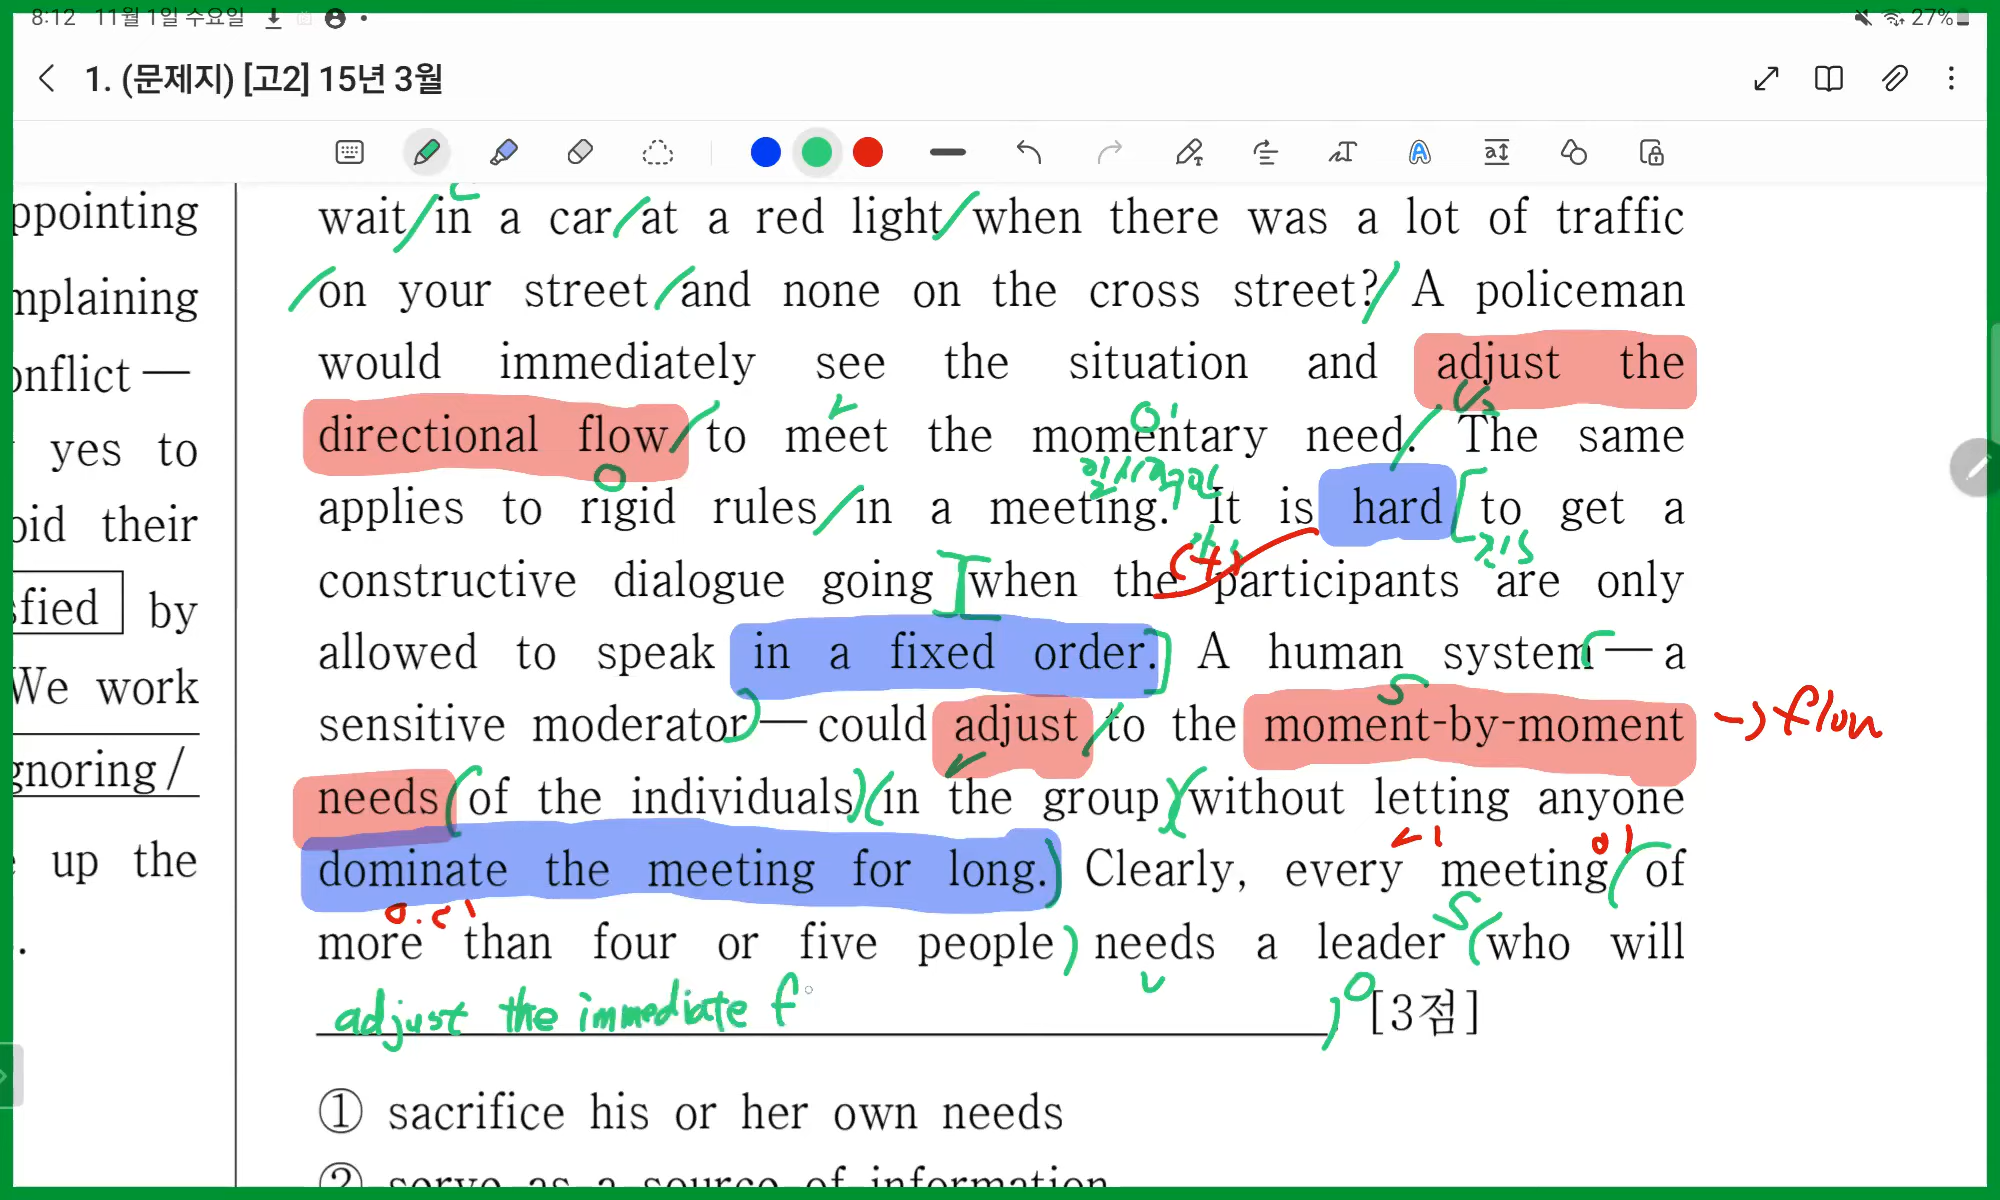 8:12 11월 1일 수요일
27%
1. (문제지) [고2] 15년 3월
ppointing
mplaining
onflict —
yes to
oid their
sfied by
We work
gnoring /
up the
.
wait in a car at a red light when there was a lot of traffic
on your street and none on the cross street? A policeman
would immediately see the situation and adjust the
directional flow to meet the momentary need. The same
applies to rigid rules in a meeting. It is hard to get a
constructive dialogue going when the participants are only
allowed to speak in a fixed order. A human system — a
sensitive moderator — could adjust to the moment-by-moment
needs of the individuals in the group without letting anyone
dominate the meeting for long. Clearly, every meeting of
more than four or five people needs a leader who will
adjust the immediate f
[3점]
① sacrifice his or her own needs
② serve as a source of information